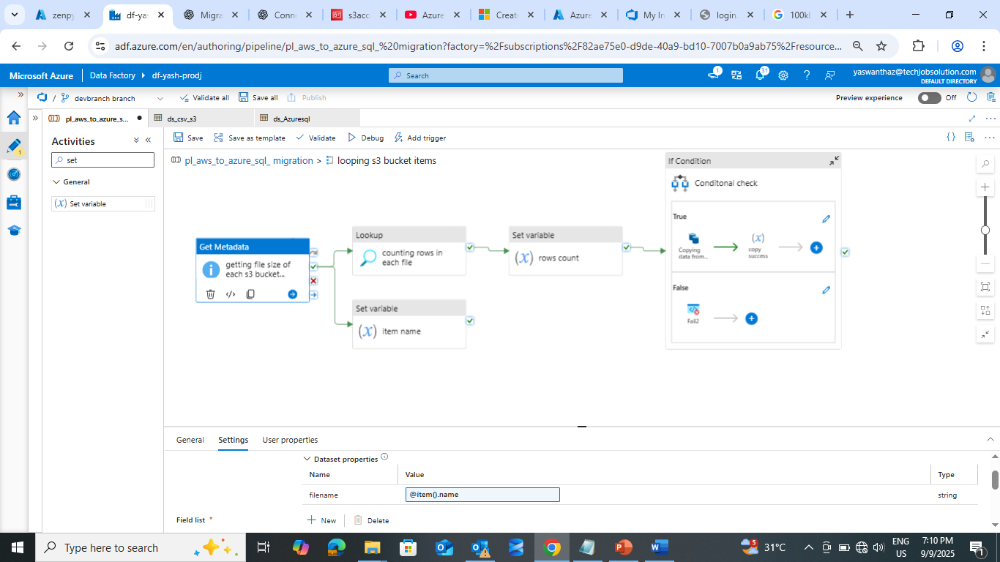 zenpy
df-yas
Migra
Conne
s3acc
Azure
Creat
Azure
My In
login.
100kb
adf.azure.com/en/authoring/pipeline/pl_aws_to_azure_sql_%20migration?factory=%2Fsubscriptions%2F82ae75e0-d9de-40a9-bd10-7007b0a9ab75%2Fresource...
Microsoft Azure
Data Factory
df-yash-prodj
Search
1
31
yaswanthaz@techjobsolution.com
DEFAULT DIRECTORY
/ devbranch branch
Validate all
Save all
Publish
Preview experience
Off
pl_aws_to_azure_s...
ds_csv_s3
ds_Azuresql
Activities
set
General
(x) Set variable
1
Save
Save as template
Validate
Debug
Add trigger
{}
pl_aws_to_azure_sql_ migration > looping s3 bucket items
If Condition
Conditonal check
True
Copying data from...
(x)
copy success
False
Fail2
Get Metadata
getting file size of
each s3 bucket...
Lookup
counting rows in
each file
Set variable
(x) rows count
Set variable
(x) item name
General
Settings
User properties
Dataset properties
Name
Value
Type
filename
@item().name
string
Field list *
New
Delete
Type here to search
5
31°C
ENG
US
7:10 PM
9/9/2025
1